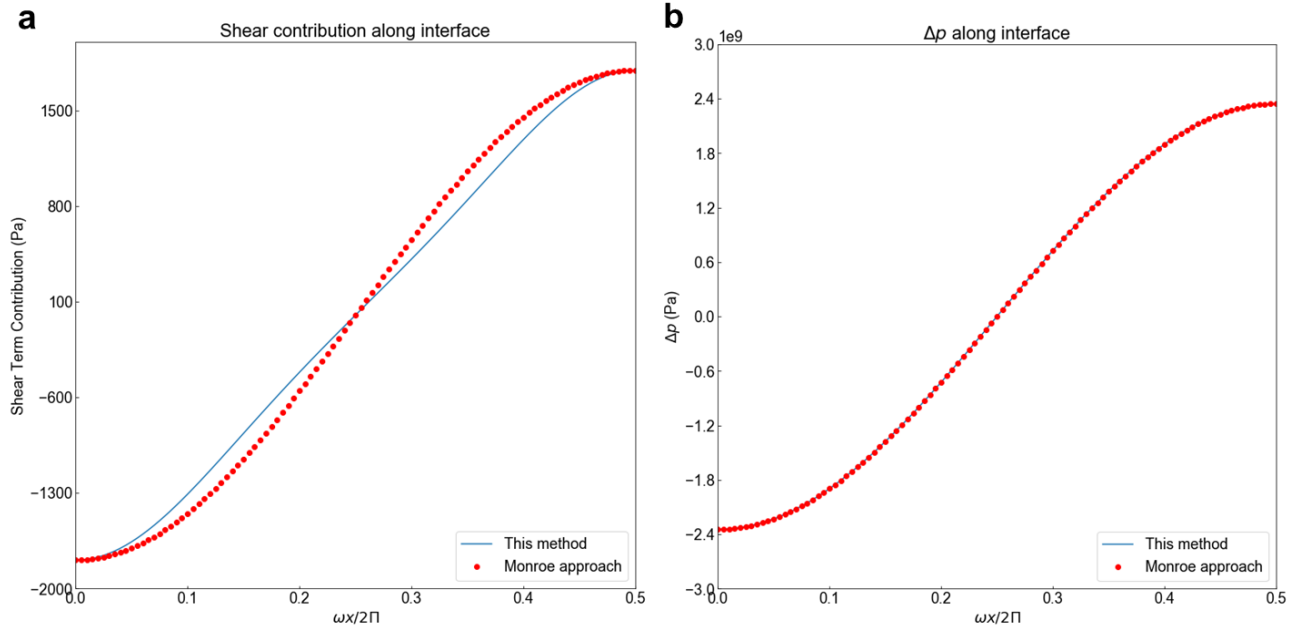 a
Shear contribution along interface
Shear Term Contribution (Pa)
1500
800
100
−600
−1300
−2000
0.0 0.1 0.2 0.3 0.4 0.5
ωx/2Π
This method
Monroe approach
b
Δp along interface
1e9
Δp (Pa)
3.0
2.4
1.8
1.2
0.6
0.0
−0.6
−1.2
−1.8
−2.4
−3.0
0.0 0.1 0.2 0.3 0.4 0.5
ωx/2Π
This method
Monroe approach